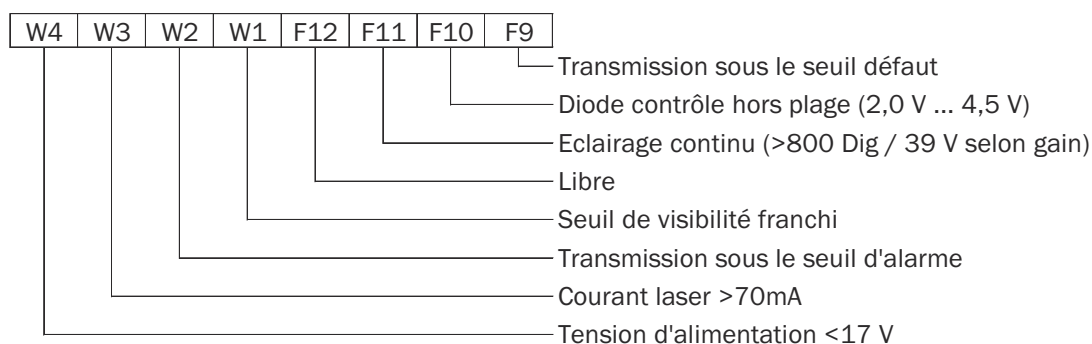 W4 W3 W2 W1 F12 F11 F10 F9
Transmission sous le seuil défaut
Diode contrôle hors plage (2,0 V ... 4,5 V)
Eclairage continu (>800 Dig / 39 V selon gain)
Libre
Seuil de visibilité franchi
Transmission sous le seuil d'alarme
Courant laser >70mA
Tension d'alimentation <17 V